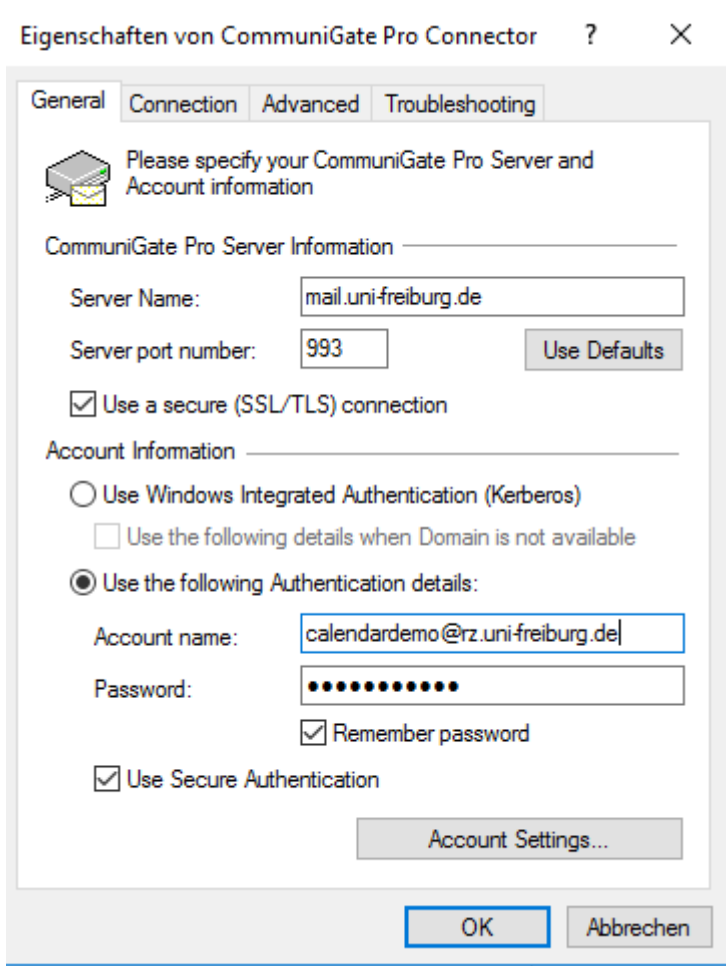 Eigenschaften von CommuniGate Pro Connector ?
General Connection Advanced Troubleshooting
Please specify your CommuniGate Pro Server and
Account information
CommuniGate Pro Server Information
Server Name: mail.uni-freiburg.de
Server port number: 993 Use Defaults
Use a secure (SSL/TLS) connection
Account Information
Use Windows Integrated Authentication (Kerberos)
Use the following details when Domain is not available
Use the following Authentication details:
Account name: calendardemo@rz.uni-freiburg.de
Password: ●●●●●●●●●●●
Remember password
Use Secure Authentication
Account Settings...
OK Abbrechen